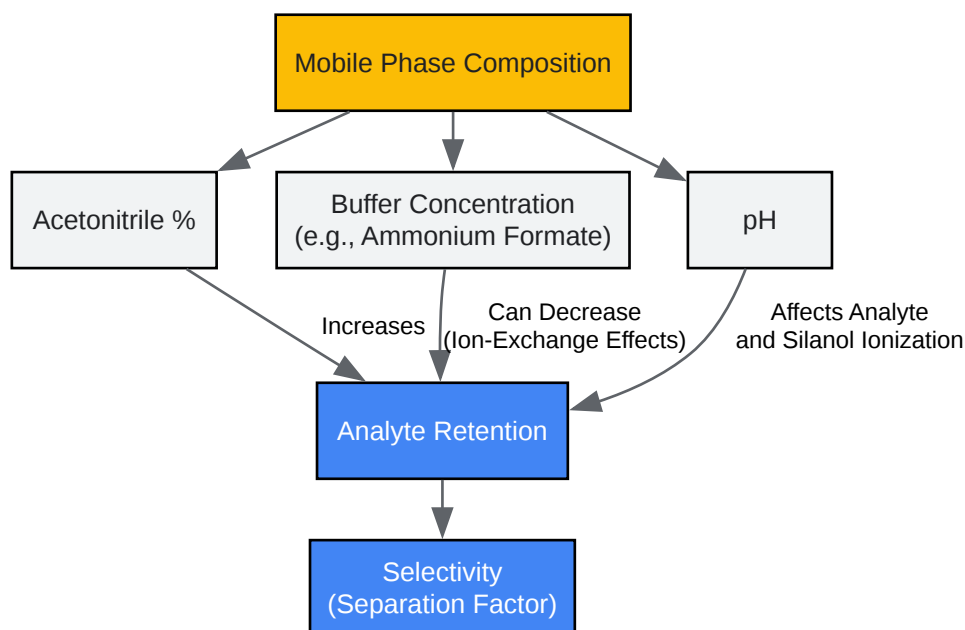 Mobile Phase Composition
Acetonitrile %
Buffer Concentration
(e.g., Ammonium Formate)
pH
Increases
Can Decrease
(Ion-Exchange Effects)
Affects Analyte
and Silanol Ionization
Analyte Retention
Selectivity
(Separation Factor)